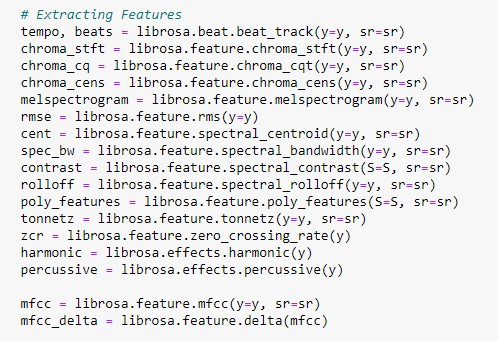 # Extracting Features
tempo, beats = librosa.beat.beat_track(y=y, sr=sr)
chroma_stft = librosa.feature.chroma_stft(y=y, sr=sr)
chroma_cq = librosa.feature.chroma_cqt(y=y, sr=sr)
chroma_cens = librosa.feature.chroma_cens(y=y, sr=sr)
melspectrogram = librosa.feature.melspectrogram(y=y, sr=sr)
rmse = librosa.feature.rms(y=y)
cent = librosa.feature.spectral_centroid(y=y, sr=sr)
spec_bw = librosa.feature.spectral_bandwidth(y=y, sr=sr)
contrast = librosa.feature.spectral_contrast(S=S, sr=sr)
rolloff = librosa.feature.spectral_rolloff(y=y, sr=sr)
poly_features = librosa.feature.poly_features(S=S, sr=sr)
tonnetz = librosa.feature.tonnetz(y=y, sr=sr)
zcr = librosa.feature.zero_crossing_rate(y)
harmonic = librosa.effects.harmonic(y)
percussive = librosa.effects.percussive(y)
mfcc = librosa.feature.mfcc(y=y, sr=sr)
mfcc_delta = librosa.feature.delta(mfcc)